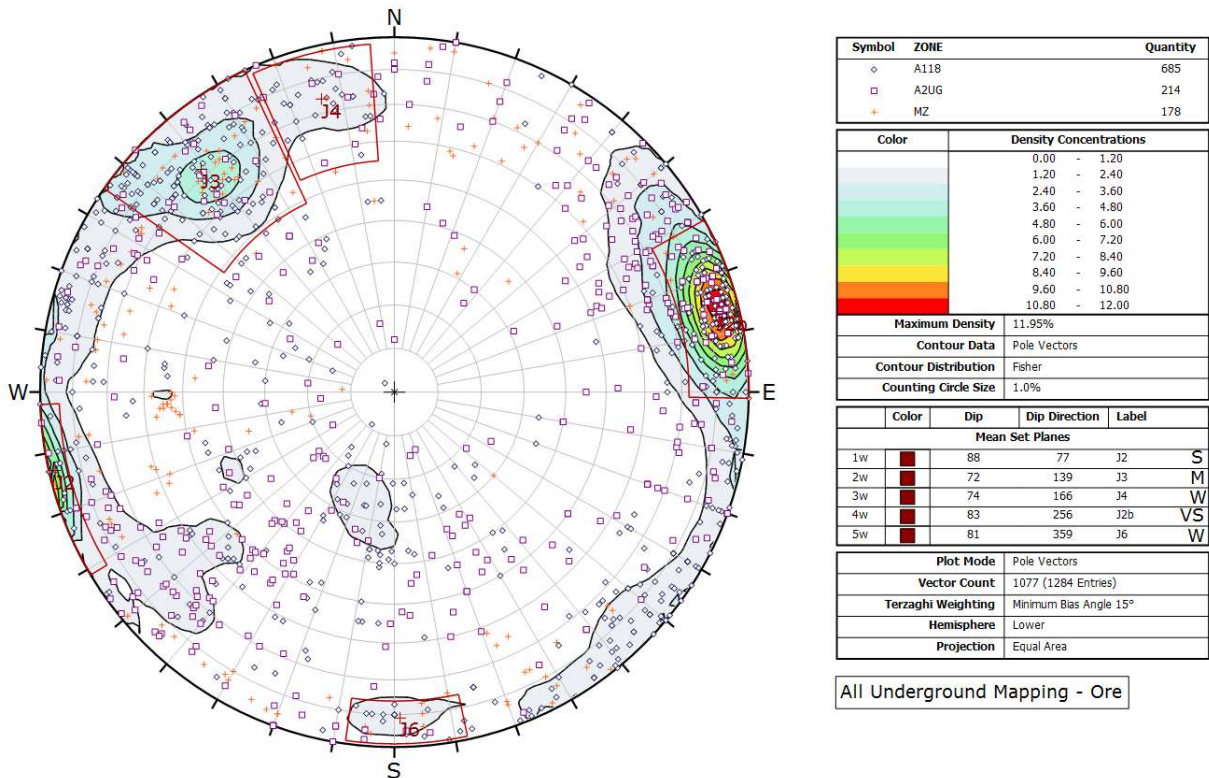 N
W
E
S
J4
J3
J2
J2b
J6
Symbol ZONE Quantity
A118 685
A2UG 214
MZ 178
Color Density Concentrations
0.00 - 1.20
1.20 - 2.40
2.40 - 3.60
3.60 - 4.80
4.80 - 6.00
6.00 - 7.20
7.20 - 8.40
8.40 - 9.60
9.60 - 10.80
10.80 - 12.00
Maximum Density 11.95%
Contour Data Pole Vectors
Contour Distribution Fisher
Counting Circle Size 1.0%
Color Dip Dip Direction Label
Mean Set Planes
1w 88 77 J2 S
2w 72 139 J3 M
3w 74 166 J4 W
4w 83 256 J2b VS
5w 81 359 J6 W
Plot Mode Pole Vectors
Vector Count 1077 (1284 Entries)
Terzaghi Weighting Minimum Bias Angle 15°
Hemisphere Lower
Projection Equal Area
All Underground Mapping - Ore